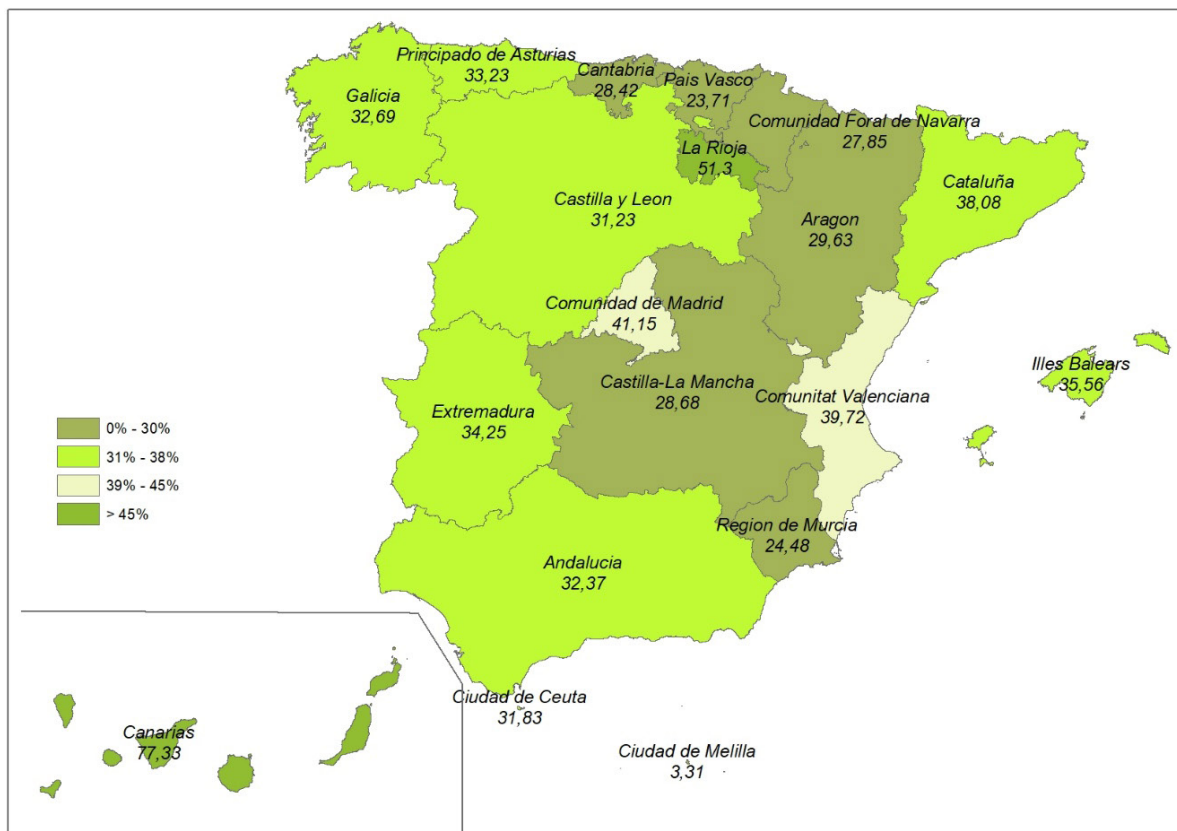 Principado de Asturias
33,23
Cantabria
28,42
Pais Vasco
23,71
Galicia
32,69
Comunidad Foral de Navarra
27,85
La Rioja
51,3
Cataluña
38,08
Castilla y Leon
31,23
Aragon
29,63
Comunidad de Madrid
41,15
Illes Balears
35,56
Castilla-La Mancha
28,68
Comunitat Valenciana
39,72
Extremadura
34,25
0% - 30%
31% - 38%
39% - 45%
> 45%
Region de Murcia
24,48
Andalucia
32,37
Ciudad de Ceuta
31,83
Canarias
77,33
Ciudad de Melilla
3,31